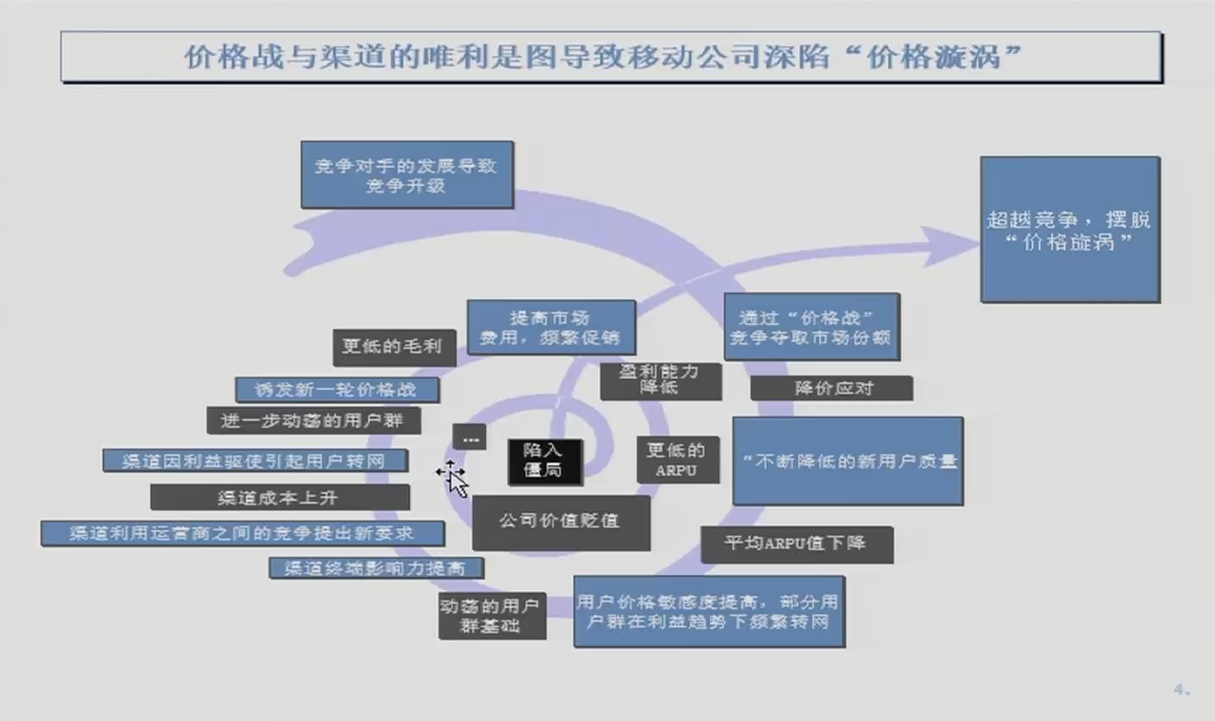 价格战与渠道的唯利是图导致移动公司深陷“价格漩涡”
竞争对手的发展导致
竞争升级
超越竞争，摆脱
“价格旋涡”
提高市场
费用，频繁促销
通过“价格战”
竞争夺取市场份额
更低的毛利
盈利能力
降低
降价应对
诱发新一轮价格战
进一步动荡的用户群
...
陷入
僵局
更低的
ARPU
“不断降低的新用户质量
渠道因利益驱使引起用户转网
渠道成本上升
公司价值贬值
渠道利用运营商之间的竞争提出新要求
平均ARPU值下降
渠道终端影响力提高
动荡的用户
群基础
用户价格敏感度提高，部分用
户群在利益趋势下频繁转网
4.